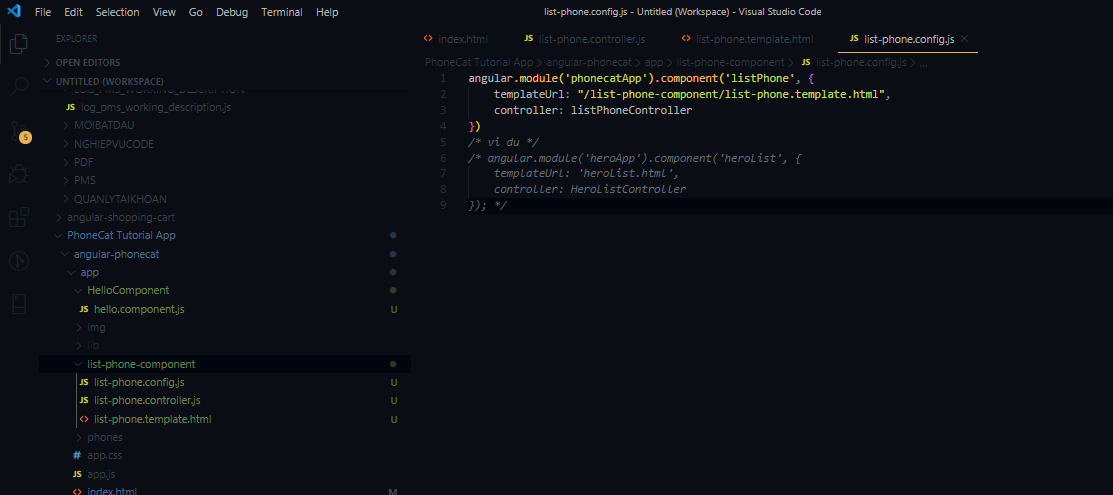 File Edit Selection View Go Debug Terminal Help
list-phone.config.js - Untitled (Workspace) - Visual Studio Code
EXPLORER
OPEN EDITORS
UNTITLED (WORKSPACE)
LOG_PMS_WORKING_DESCRIPTION
JS log_pms_working_description.js
MOIBATDAU
NGHIEPVUCODE
PDF
PMS
QUANLYTAIKHOAN
angular-shopping-cart
PhoneCat Tutorial App
angular-phonecat
app
HelloComponent
JS hello.component.js U
img
lib
list-phone-component
JS list-phone.config.js U
JS list-phone.controller.js U
<> list-phone.template.html U
phones
# app.css
JS app.js
<> index.html M
5
<> index.html JS list-phone.controller.js <> list-phone.template.html JS list-phone.config.js ×
PhoneCat Tutorial App > angular-phonecat > app > list-phone-component > JS list-phone.config.js > ...
1 angular.module('phonecatApp').component('listPhone', {
2 templateUrl: "/list-phone-component/list-phone.template.html",
3 controller: listPhoneController
4 })
5 /* vi du */
6 /* angular.module('heroApp').component('heroList', {
7 templateUrl: 'heroList.html',
8 controller: HeroListController
9 }); */